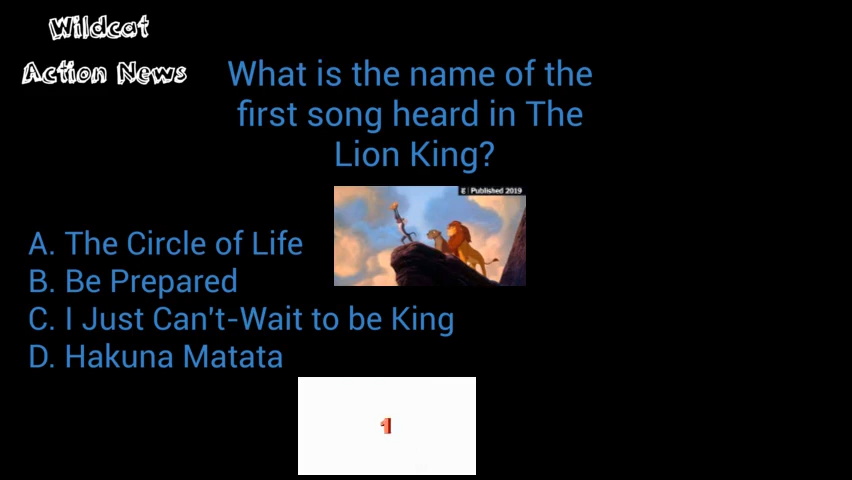 Wildcat
Action News
What is the name of the
first song heard in The
Lion King?
Published 2019
A. The Circle of Life
B. Be Prepared
C. I Just Can't-Wait to be King
D. Hakuna Matata
1